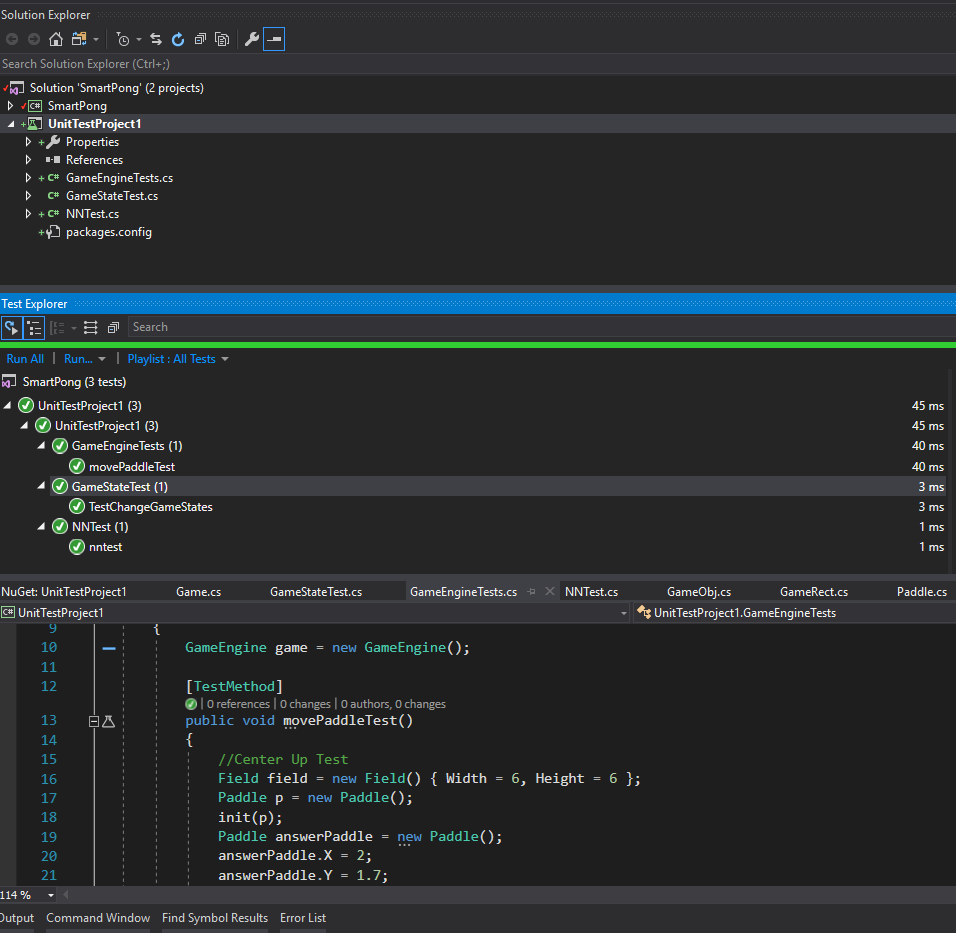 Solution Explorer
Search Solution Explorer (Ctrl+;)
Solution 'SmartPong' (2 projects)
C# SmartPong
UnitTestProject1
Properties
References
C# GameEngineTests.cs
C# GameStateTest.cs
C# NNTest.cs
packages.config
Test Explorer
Search
Run All | Run... | Playlist : All Tests
SmartPong (3 tests)
UnitTestProject1 (3) 45 ms
UnitTestProject1 (3) 45 ms
GameEngineTests (1) 40 ms
movePaddleTest 40 ms
GameStateTest (1) 3 ms
TestChangeGameStates 3 ms
NNTest (1) 1 ms
nntest 1 ms
NuGet: UnitTestProject1 Game.cs GameStateTest.cs GameEngineTests.cs NNTest.cs GameObj.cs GameRect.cs Paddle.cs
C# UnitTestProject1 UnitTestProject1.GameEngineTests
9 {
10 GameEngine game = new GameEngine();
11
12 [TestMethod]
| 0 references | 0 changes | 0 authors, 0 changes
13 public void movePaddleTest()
14 {
15 //Center Up Test
16 Field field = new Field() { Width = 6, Height = 6 };
17 Paddle p = new Paddle();
18 init(p);
19 Paddle answerPaddle = new Paddle();
20 answerPaddle.X = 2;
21 answerPaddle.Y = 1.7;
114 %
Output Command Window Find Symbol Results Error List